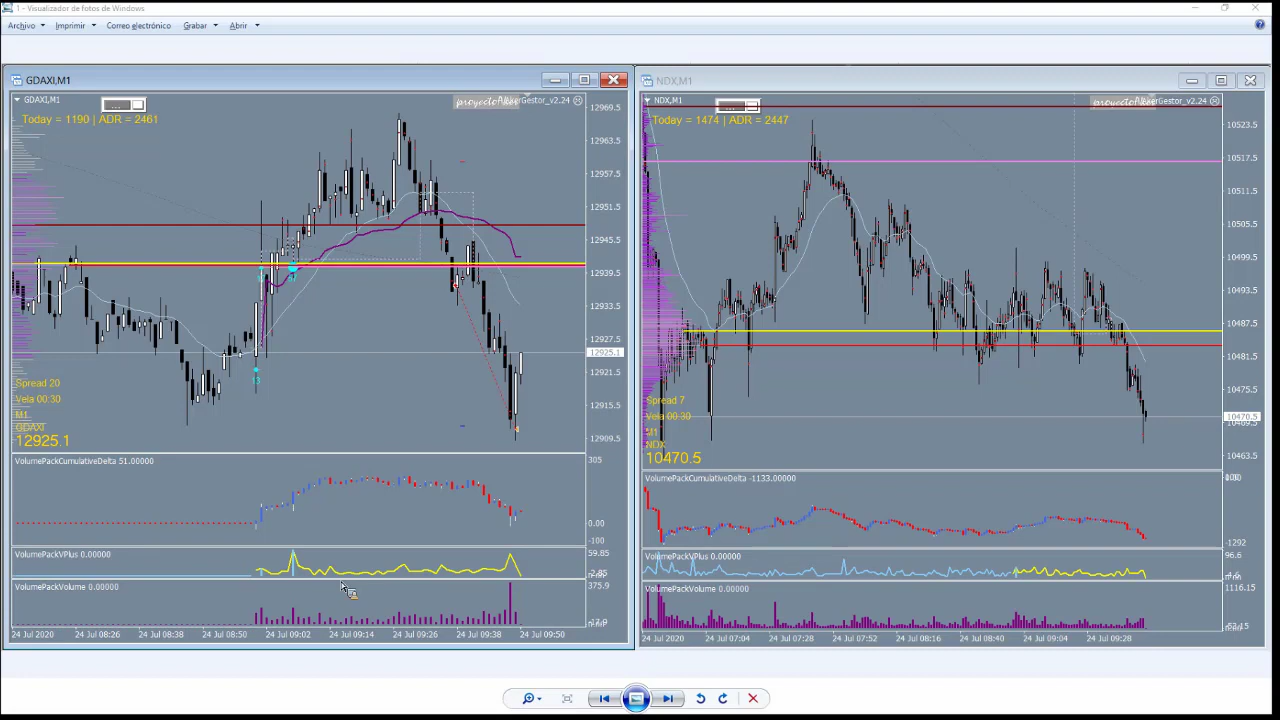 1 - Visualizador de fotos de Windows
Archivo Imprimir Correo electrónico Grabar Abrir
GDAXI,M1
GDAXI,M1
Gestor_v2.24
Today = 1190 | ADR = 2461
12969.5
12963.5
12957.5
12951.5
12945.5
12939.5
12933.5
12927.5
12925.1
12921.5
12915.5
12909.5
13
Spread 20
Vela 00:30
M1
GDAXI
12925.1
VolumePackCumulativeDelta 51.00000
305
0.00
-100
VolumePackVPlus 0.00000
59.85
VolumePackVolume 0.00000
375.9
24 Jul 2020 24 Jul 08:26 24 Jul 08:38 24 Jul 08:50 24 Jul 09:02 24 Jul 09:14 24 Jul 09:26 24 Jul 09:38 24 Jul 09:50
NDX,M1
NDX,M1
Gestor_v2.24
Today = 1474 | ADR = 2447
10523.5
10517.5
10511.5
10505.5
10499.5
10493.5
10487.5
10481.5
10475.5
10470.5
10463.5
Spread 7
Vela 00:30
M1
NDX
10470.5
VolumePackCumulativeDelta -1133.00000
-1292
VolumePackVPlus 0.00000
96.6
VolumePackVolume 0.00000
1116.15
24 Jul 2020 24 Jul 07:04 24 Jul 07:28 24 Jul 07:52 24 Jul 08:16 24 Jul 08:40 24 Jul 09:04 24 Jul 09:28